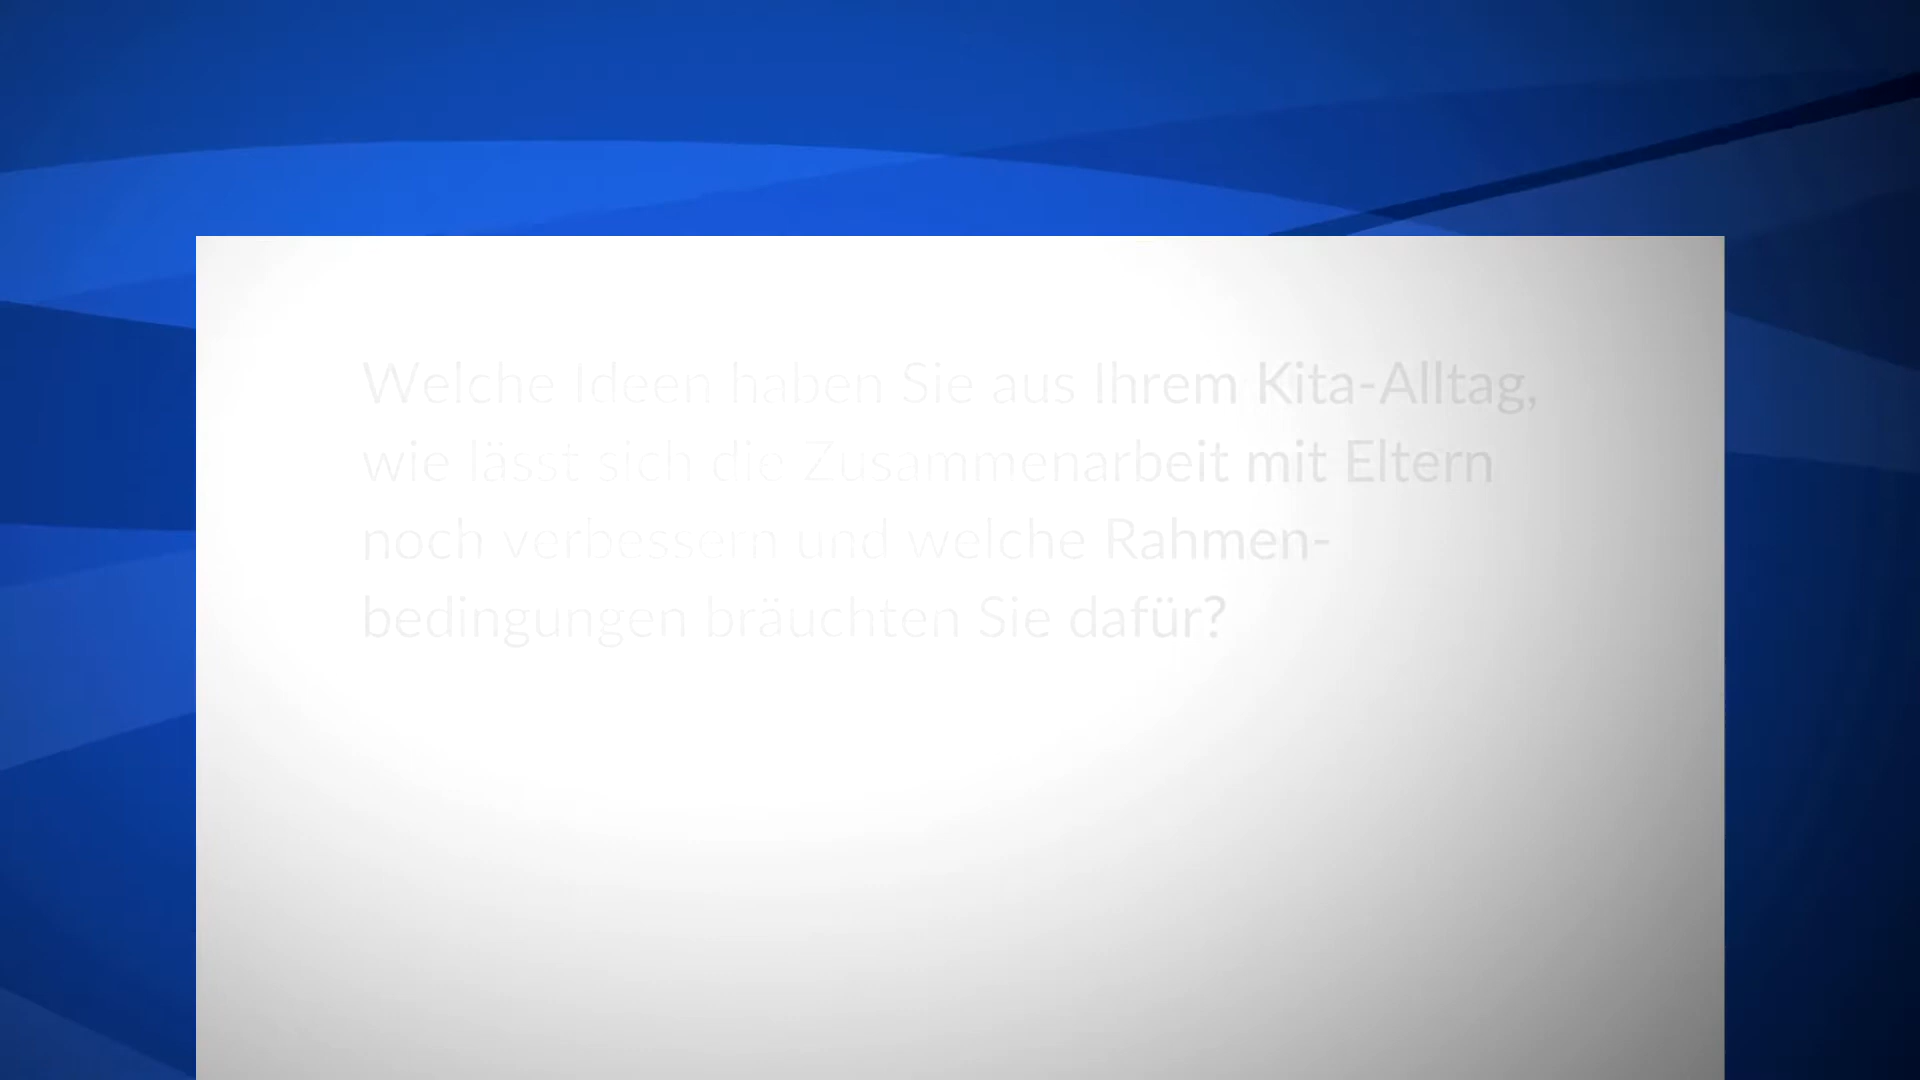 Welche Ideen haben Sie aus Ihrem Kita-Alltag,
wie lässt sich die Zusammenarbeit mit Eltern
noch verbessern und welche Rahmen-
bedingungen bräuchten Sie dafür?